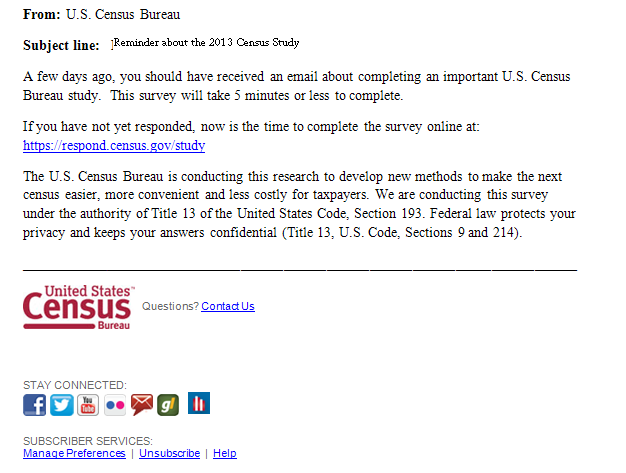 From: U.S. Census Bureau
Subject line: Reminder about the 2013 Census Study
A few days ago, you should have received an email about completing an important U.S. Census
Bureau study. This survey will take 5 minutes or less to complete.
If you have not yet responded, now is the time to complete the survey online at:
https://respond.census.gov/study
The U.S. Census Bureau is conducting this research to develop new methods to make the next
census easier, more convenient and less costly for taxpayers. We are conducting this survey
under the authority of Title 13 of the United States Code, Section 193. Federal law protects your
privacy and keeps your answers confidential (Title 13, U.S. Code, Sections 9 and 214).
United States™
Census
Bureau
Questions? Contact Us
STAY CONNECTED:
f You Tube g/
SUBSCRIBER SERVICES:
Manage Preferences | Unsubscribe | Help